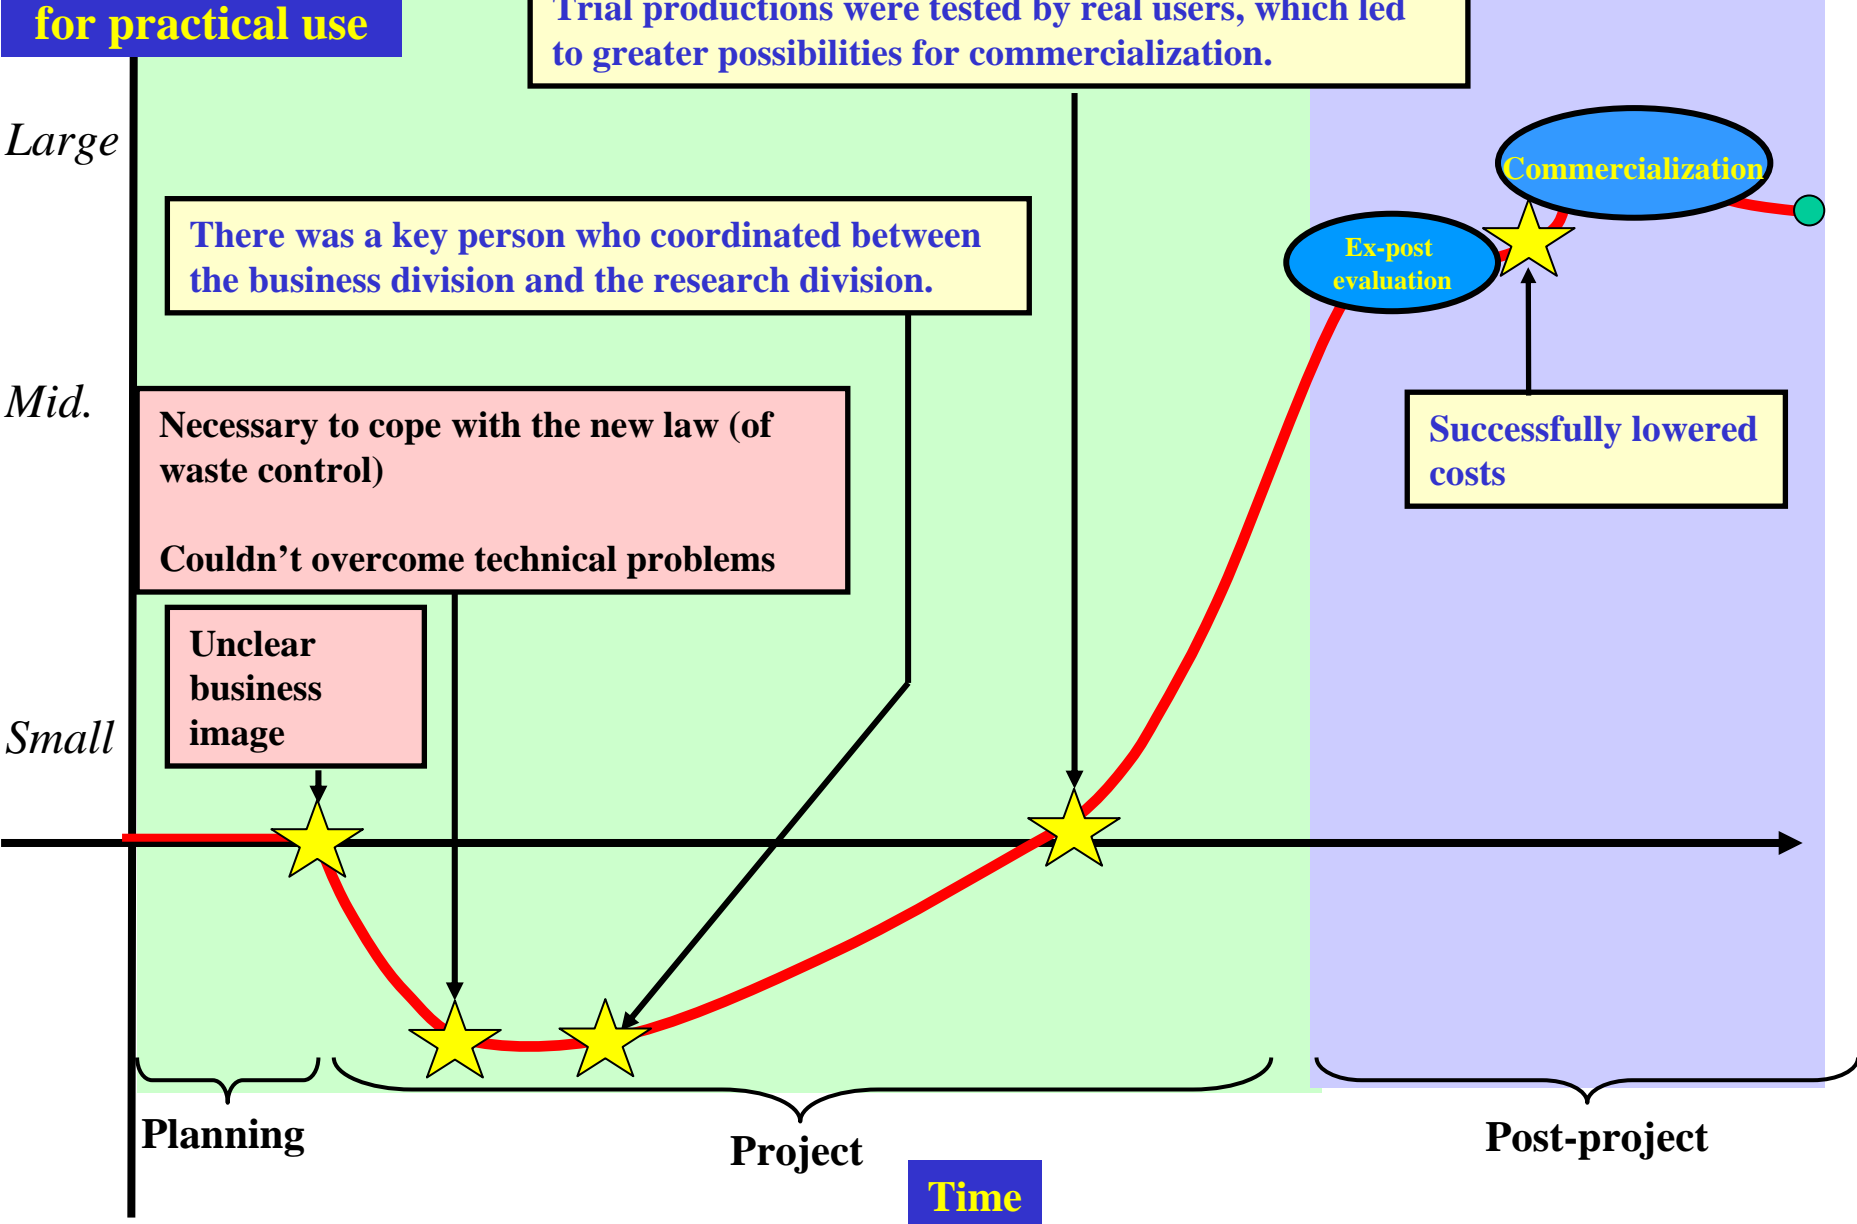 for practical use
Trial productions were tested by real users, which led
to greater possibilities for commercialization.
Large
Commercialization
There was a key person who coordinated between
the business division and the research division.
Ex-post
evaluation
Mid.
Necessary to cope with the new law (of
waste control)
Couldn’t overcome technical problems
Successfully lowered
costs
Unclear
business
image
Small
Planning
Project
Post-project
Time